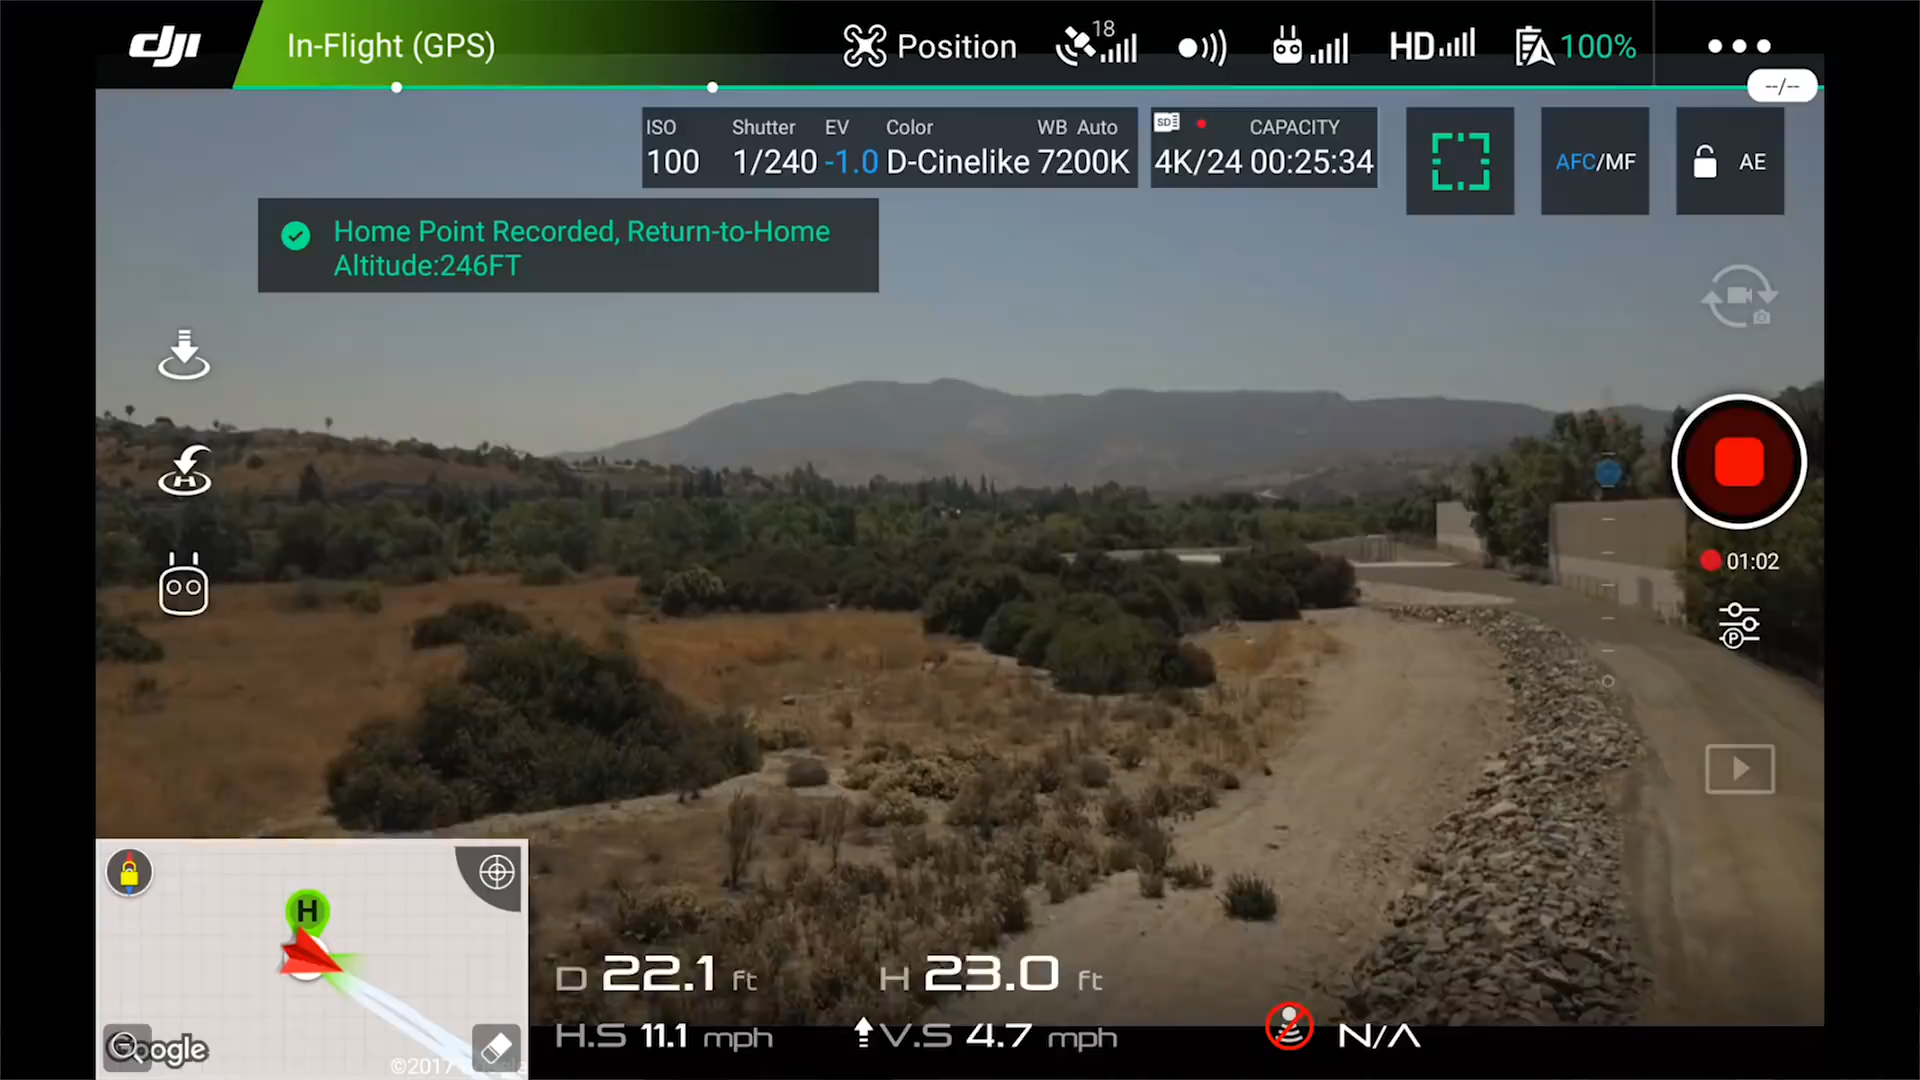 dji
In-Flight (GPS)
Position
18
HD
100%
--/--
ISO Shutter EV Color WB Auto
100 1/240 -1.0 D-Cinelike 7200K
SD CAPACITY
4K/24 00:25:34
AFC/MF
AE
Home Point Recorded, Return-to-Home
Altitude:246FT
H
01:02
P
H
D 22.1 ft H 23.0 ft
H.S 11.1 mph V.S 4.7 mph N/A
Google
©2017